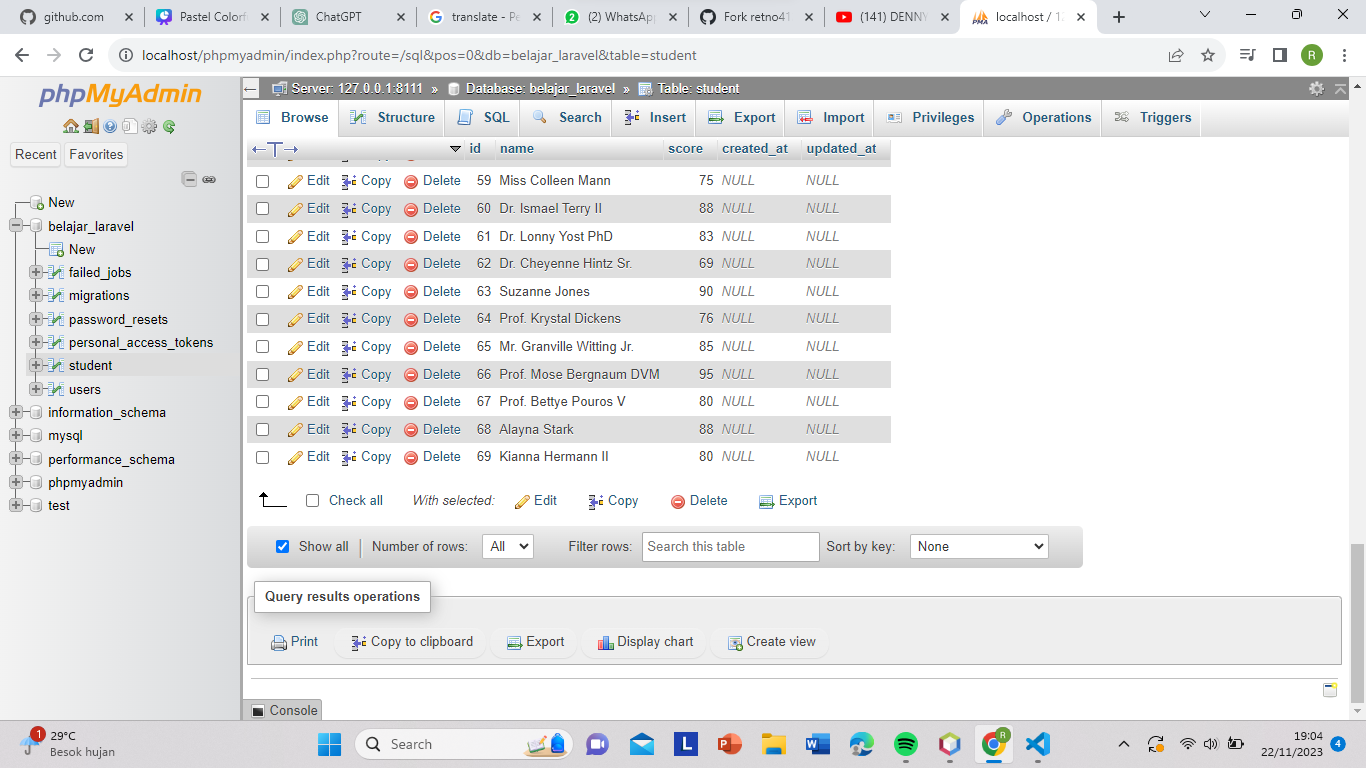 github.com
Pastel Colorf
ChatGPT
translate - Pe
(2) WhatsAp
Fork retno41
(141) DENNY
localhost / 12
localhost/phpmyadmin/index.php?route=/sql&pos=0&db=belajar_laravel&table=student
R
phpMyAdmin
Recent
Favorites
New
belajar_laravel
New
failed_jobs
migrations
password_resets
personal_access_tokens
student
users
information_schema
mysql
performance_schema
phpmyadmin
test
Server: 127.0.0.1:8111 » Database: belajar_laravel » Table: student
Browse Structure SQL Search Insert Export Import Privileges Operations Triggers
id name score created_at updated_at
Edit Copy Delete 59 Miss Colleen Mann 75 NULL NULL
Edit Copy Delete 60 Dr. Ismael Terry II 88 NULL NULL
Edit Copy Delete 61 Dr. Lonny Yost PhD 83 NULL NULL
Edit Copy Delete 62 Dr. Cheyenne Hintz Sr. 69 NULL NULL
Edit Copy Delete 63 Suzanne Jones 90 NULL NULL
Edit Copy Delete 64 Prof. Krystal Dickens 76 NULL NULL
Edit Copy Delete 65 Mr. Granville Witting Jr. 85 NULL NULL
Edit Copy Delete 66 Prof. Mose Bergnaum DVM 95 NULL NULL
Edit Copy Delete 67 Prof. Bettye Pouros V 80 NULL NULL
Edit Copy Delete 68 Alayna Stark 88 NULL NULL
Edit Copy Delete 69 Kianna Hermann II 80 NULL NULL
Check all With selected: Edit Copy Delete Export
Show all Number of rows: All Filter rows: Search this table Sort by key: None
Query results operations
Print Copy to clipboard Export Display chart Create view
Console
1
29°C
Besok hujan
Search
R
19:04
22/11/2023
4